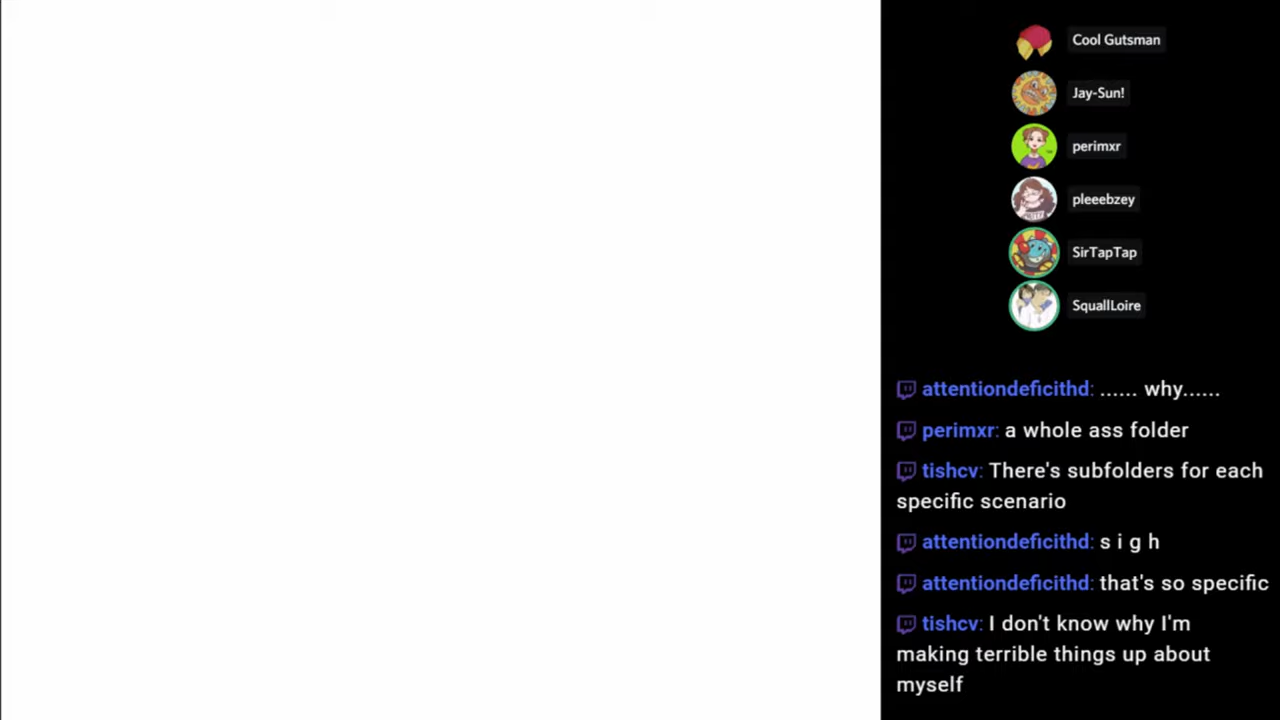 Cool Gutsman
Jay-Sun!
perimxr
pleeebzey
SirTapTap
SquallLoire
attentiondeficithd: ...... why......
perimxr: a whole ass folder
tishcv: There's subfolders for each
specific scenario
attentiondeficithd: s i g h
attentiondeficithd: that's so specific
tishcv: I don't know why I'm
making terrible things up about
myself